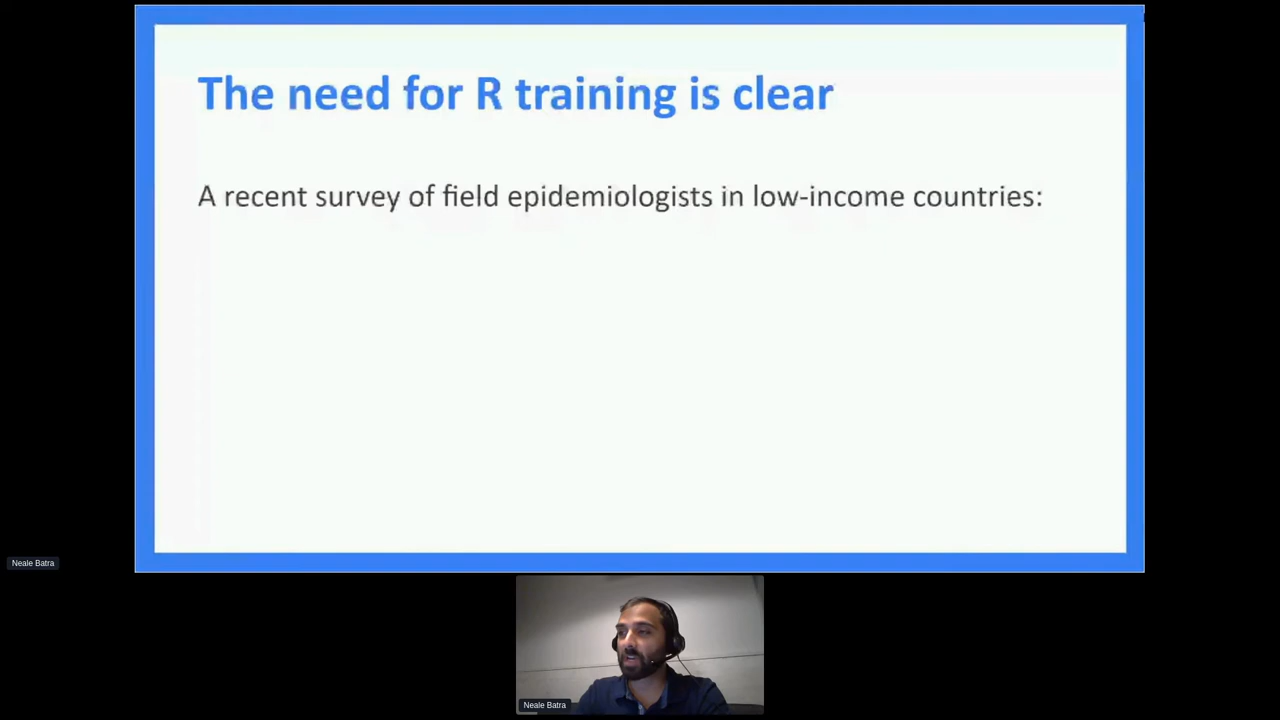 The need for R training is clear
A recent survey of field epidemiologists in low-income countries:
Neale Batra
Neale Batra